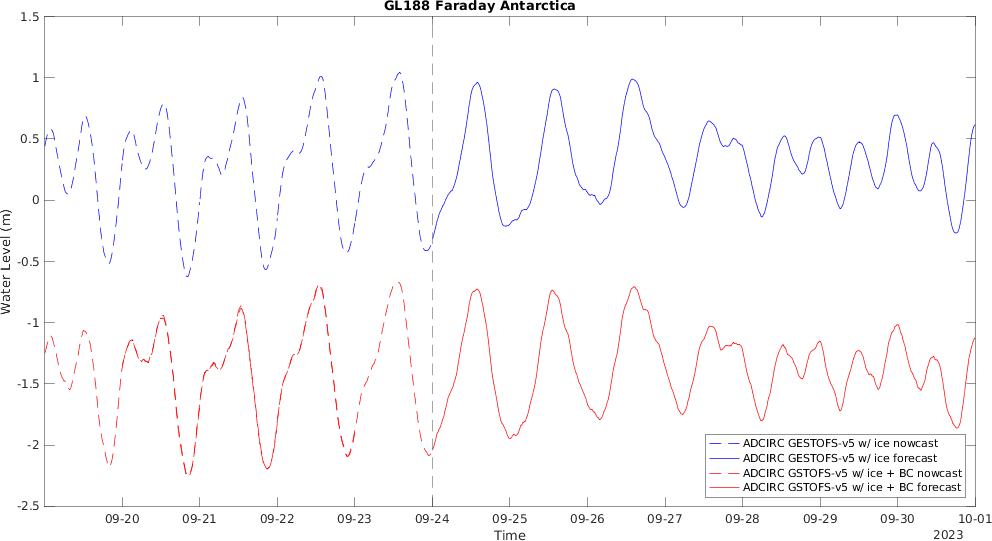 GL188 Faraday Antarctica
1.5
1
0.5
0
-0.5
-1
-1.5
-2
-2.5
Water Level (m)
ADCIRC GESTOFS-v5 w/ ice nowcast
ADCIRC GESTOFS-v5 w/ ice forecast
ADCIRC GSTOFS-v5 w/ ice + BC nowcast
ADCIRC GSTOFS-v5 w/ ice + BC forecast
09-20 09-21 09-22 09-23 09-24 09-25 09-26 09-27 09-28 09-29 09-30 10-01
Time
2023